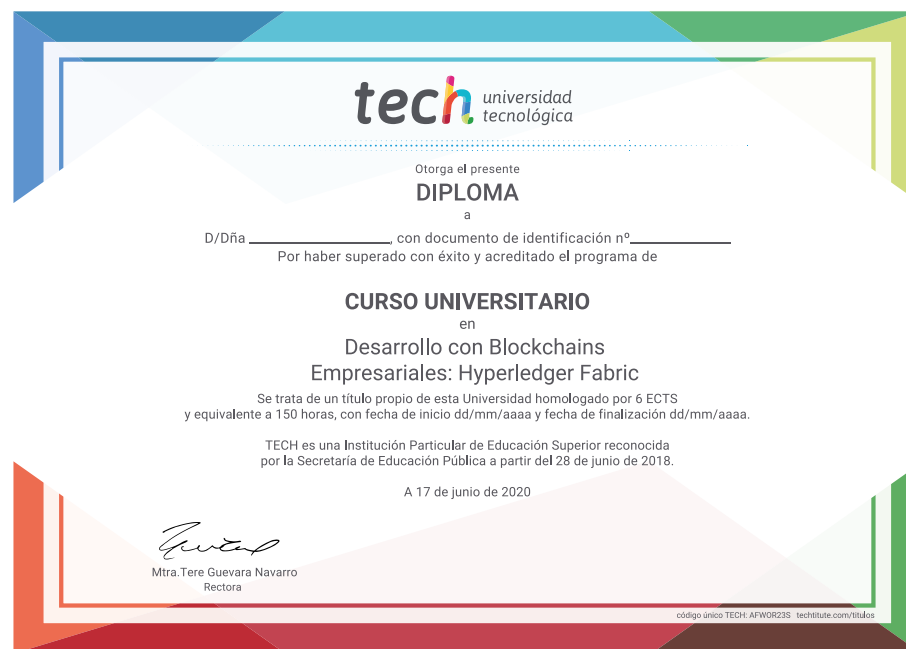 tech universidad
tecnológica
Otorga el presente
DIPLOMA
a
D/Dña ____________________, con documento de identificación nº______________
Por haber superado con éxito y acreditado el programa de
CURSO UNIVERSITARIO
en
Desarrollo con Blockchains
Empresariales: Hyperledger Fabric
Se trata de un título propio de esta Universidad homologado por 6 ECTS
y equivalente a 150 horas, con fecha de inicio dd/mm/aaaa y fecha de finalización dd/mm/aaaa.
TECH es una Institución Particular de Educación Superior reconocida
por la Secretaría de Educación Pública a partir del 28 de junio de 2018.
A 17 de junio de 2020
Mtra.Tere Guevara Navarro
Rectora
código único TECH: AFWOR23S techtitute.com/titulos